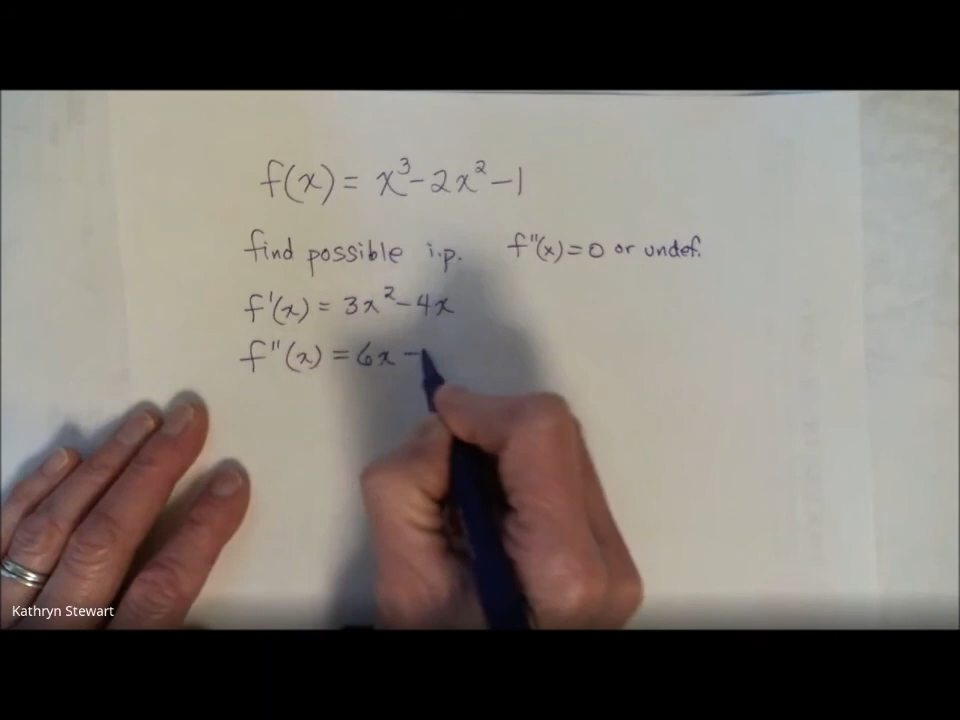 f(x) = x³-2x²-1
find possible i.p. f"(x)=0 or undef.
f'(x) = 3x²-4x
f"(x) = 6x -
Kathryn Stewart